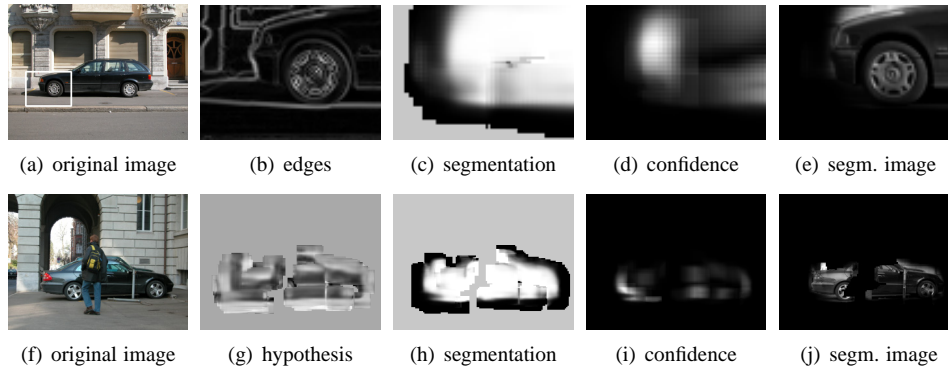 (a) original image (b) edges (c) segmentation (d) confidence (e) segm. image
(f) original image (g) hypothesis (h) segmentation (i) confidence (j) segm. image